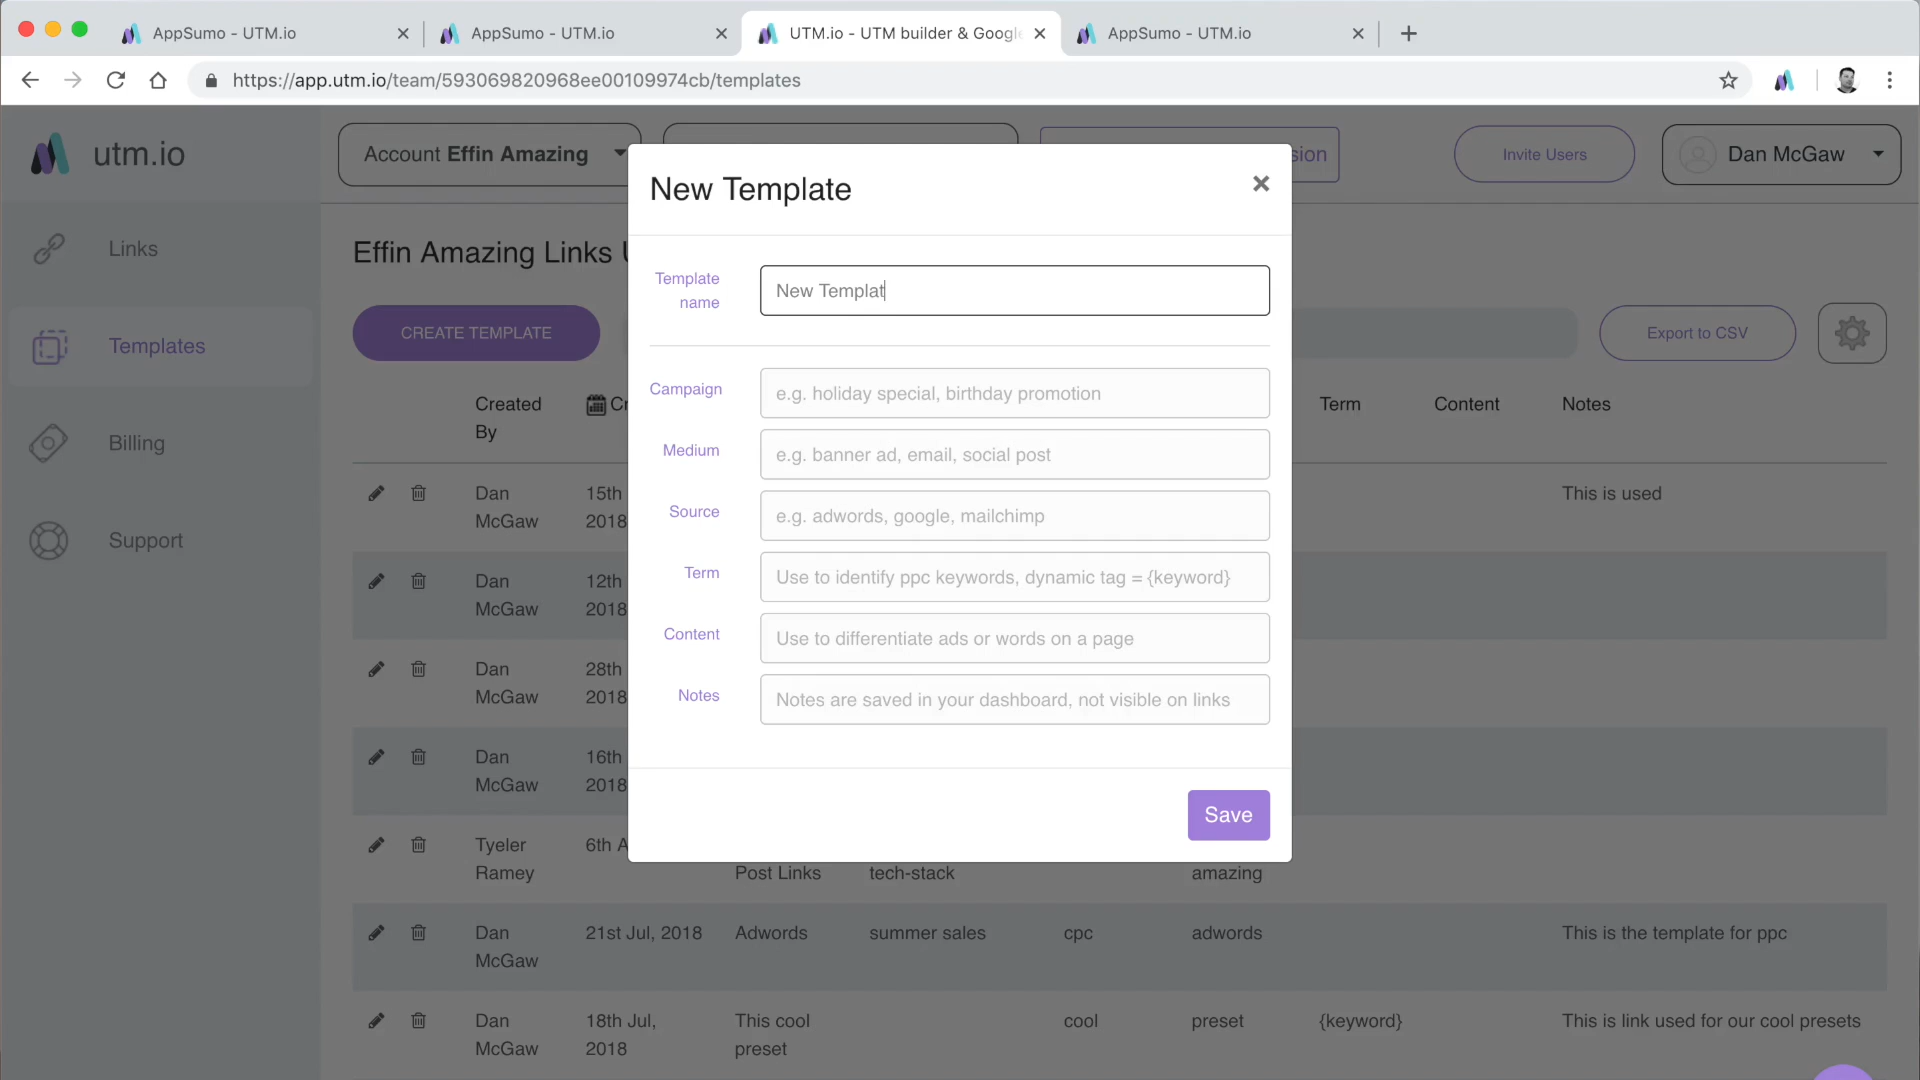 AppSumo - UTM.io
AppSumo - UTM.io
UTM.io - UTM builder & Googl
AppSumo - UTM.io
https://app.utm.io/team/593069820968ee00109974cb/templates
utm.io
Account Effin Amazing
sion
Invite Users
Dan McGaw
Links
Templates
Billing
Support
Effin Amazing Links
CREATE TEMPLATE
Export to CSV
Created By
Cr
Term
Content
Notes
Dan McGaw
15th
2018
This is used
Dan McGaw
12th
2018
Dan McGaw
28th
2018
Dan McGaw
16th
2018
Tyeler Ramey
6th A
Post Links
tech-stack
amazing
Dan McGaw
21st Jul, 2018
Adwords
summer sales
cpc
adwords
This is the template for ppc
Dan McGaw
18th Jul, 2018
This cool preset
cool
preset
{keyword}
This is link used for our cool presets
New Template
Template name
New Templat
Campaign
e.g. holiday special, birthday promotion
Medium
e.g. banner ad, email, social post
Source
e.g. adwords, google, mailchimp
Term
Use to identify ppc keywords, dynamic tag = {keyword}
Content
Use to differentiate ads or words on a page
Notes
Notes are saved in your dashboard, not visible on links
Save